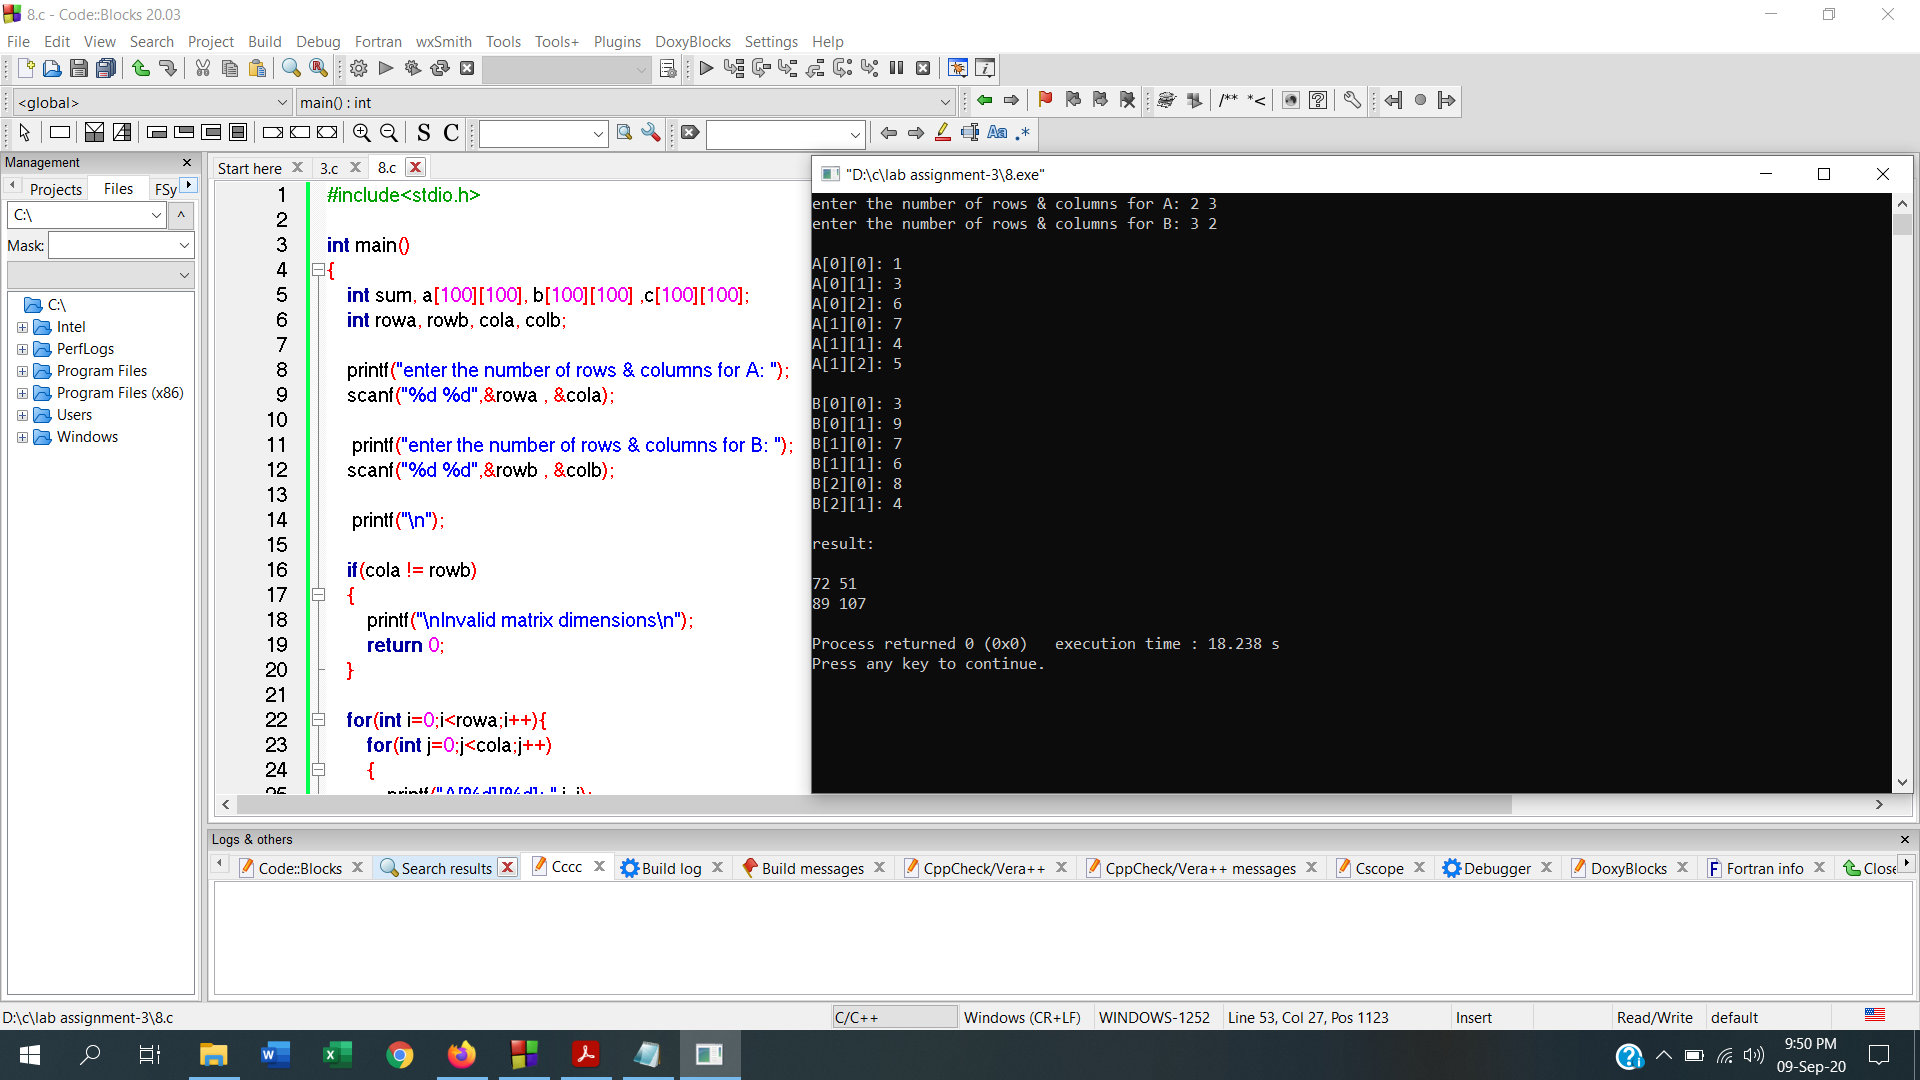 8.c - Code::Blocks 20.03
File Edit View Search Project Build Debug Fortran wxSmith Tools Tools+ Plugins DoxyBlocks Settings Help
<global> main() : int
/** *<
S C Aa .*
Management
Projects Files FSy
C:\
Mask:
C:\
Intel
PerfLogs
Program Files
Program Files (x86)
Users
Windows
Start here 3.c 8.c
1 #include<stdio.h>
2
3 int main()
4 {
5 int sum, a[100][100], b[100][100] ,c[100][100];
6 int rowa, rowb, cola, colb;
7
8 printf("enter the number of rows & columns for A: ");
9 scanf("%d %d",&rowa , &cola);
10
11 printf("enter the number of rows & columns for B: ");
12 scanf("%d %d",&rowb , &colb);
13
14 printf("\n");
15
16 if(cola != rowb)
17 {
18 printf("\nInvalid matrix dimensions\n");
19 return 0;
20 }
21
22 for(int i=0;i<rowa;i++){
23 for(int j=0;j<cola;j++)
24 {
25 printf("A[%d][%d]: ",i,j);
"D:\c\lab assignment-3\8.exe"
enter the number of rows & columns for A: 2 3
enter the number of rows & columns for B: 3 2
A[0][0]: 1
A[0][1]: 3
A[0][2]: 6
A[1][0]: 7
A[1][1]: 4
A[1][2]: 5
B[0][0]: 3
B[0][1]: 9
B[1][0]: 7
B[1][1]: 6
B[2][0]: 8
B[2][1]: 4
result:
72 51
89 107
Process returned 0 (0x0) execution time : 18.238 s
Press any key to continue.
Logs & others
Code::Blocks Search results Cccc Build log Build messages CppCheck/Vera++ CppCheck/Vera++ messages Cscope Debugger DoxyBlocks Fortran info Close
D:\c\lab assignment-3\8.c C/C++ Windows (CR+LF) WINDOWS-1252 Line 53, Col 27, Pos 1123 Insert Read/Write default
9:50 PM
09-Sep-20